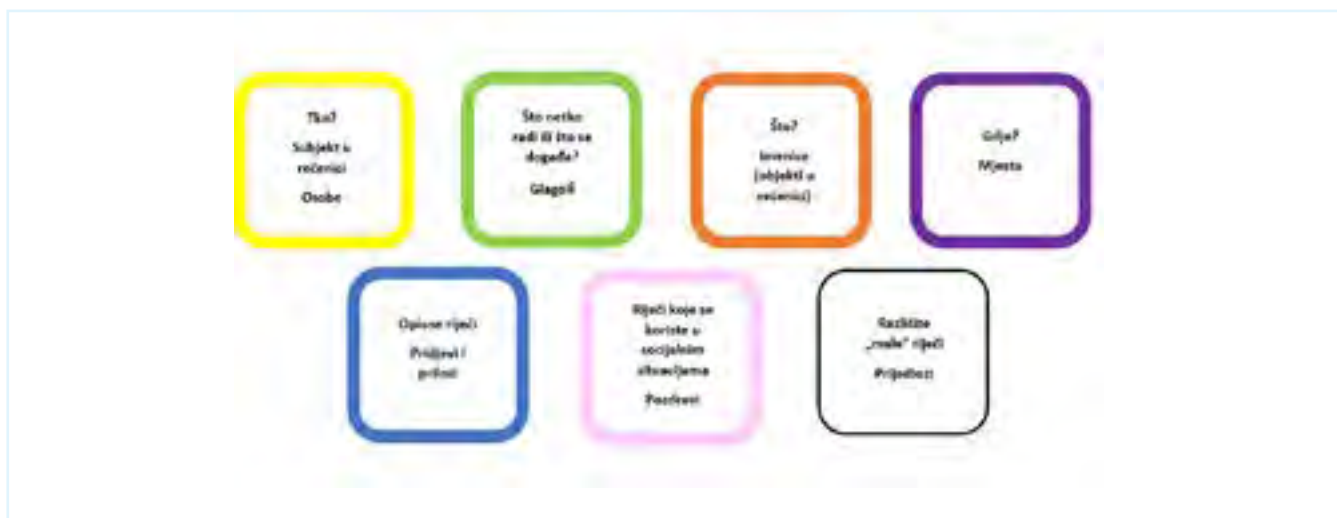 Tko?
Subjekt u
rečenici
Osobe
Što netko
radi ili što se
događa?
Glagoli
Što?
Imenice
(objekti u
rečenici)
Gdje?
Mjesta
Opisne riječi
Pridjevi i
prilozi
Riječi koje se
koriste u
socijalnim
situacijama
Pozdravi
Različite
„male“ riječi
Prijedlozi